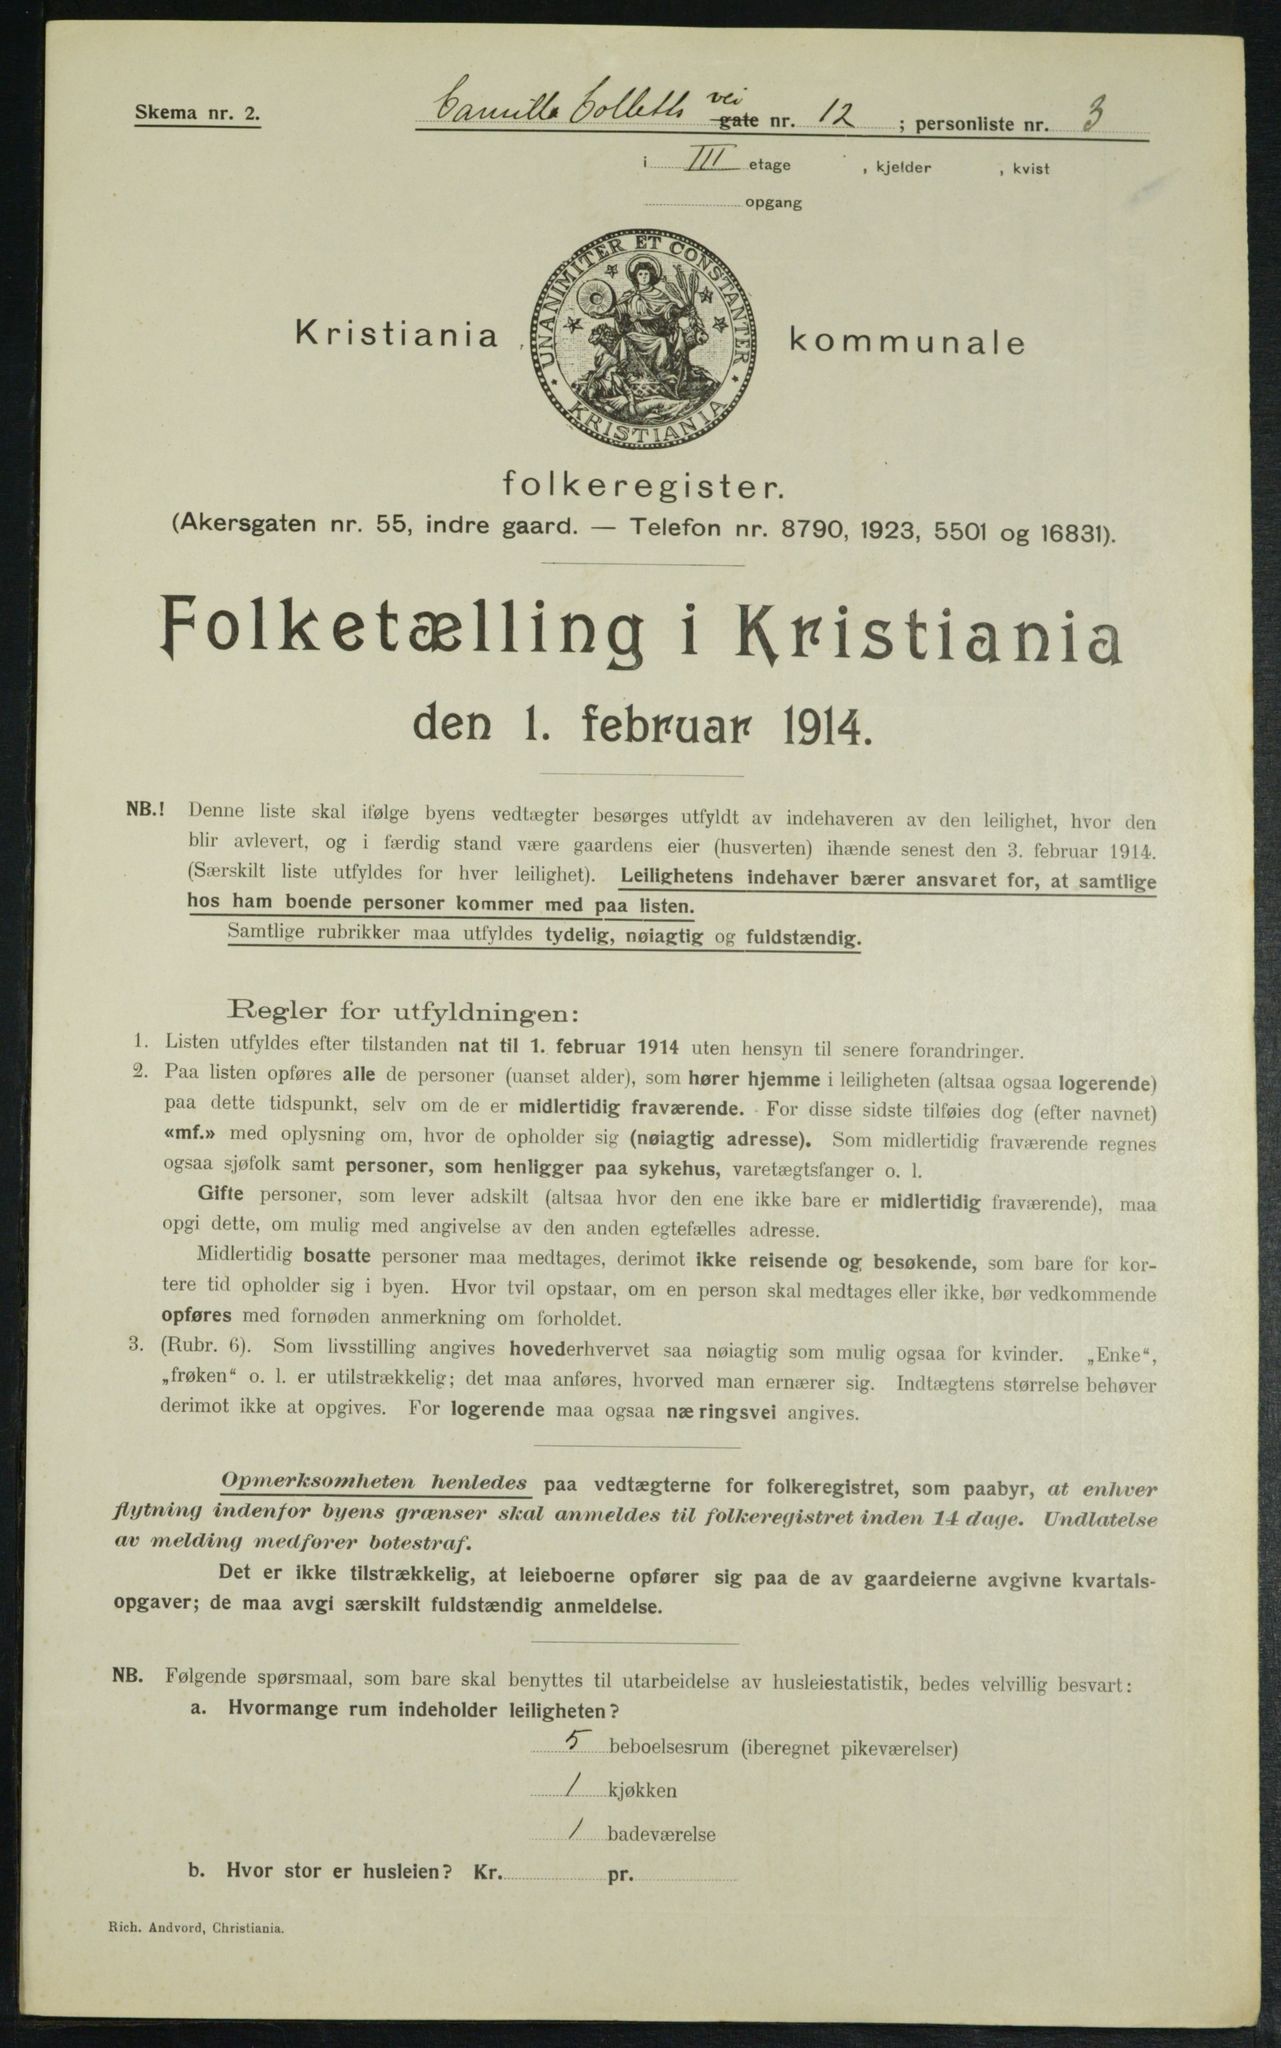 Skema nr. 2.
Camilla Colletts vei gate nr. 12 ; personliste nr. 3
i III etage , kjelder , kvist
opgang
UNANIMITER ET CONSTANTER
KRISTIANIA
Kristiania kommunale
folkeregister.
(Akersgaten nr. 55, indre gaard. — Telefon nr. 8790, 1923, 5501 og 16831).
Folketælling i Kristiania
den 1. februar 1914.
NB.! Denne liste skal ifølge byens vedtægter besørges utfyldt av indehaveren av den leilighet, hvor den
blir avlevert, og i færdig stand være gaardens eier (husverten) ihænde senest den 3. februar 1914.
(Særskilt liste utfyldes for hver leilighet). Leilighetens indehaver bærer ansvaret for, at samtlige
hos ham boende personer kommer med paa listen.
Samtlige rubrikker maa utfyldes tydelig, nøiagtig og fuldstændig.
Regler for utfyldningen:
1. Listen utfyldes efter tilstanden nat til 1. februar 1914 uten hensyn til senere forandringer.
2. Paa listen opføres alle de personer (uanset alder), som hører hjemme i leiligheten (altsaa ogsaa logerende)
paa dette tidspunkt, selv om de er midlertidig fraværende. For disse sidste tilføies dog (efter navnet)
«mf.» med oplysning om, hvor de opholder sig (nøiagtig adresse). Som midlertidig fraværende regnes
ogsaa sjøfolk samt personer, som henligger paa sykehus, varetægtsfanger o. l.
Gifte personer, som lever adskilt (altsaa hvor den ene ikke bare er midlertidig fraværende), maa
opgi dette, om mulig med angivelse av den anden egtefælles adresse.
Midlertidig bosatte personer maa medtages, derimot ikke reisende og besøkende, som bare for kor-
tere tid opholder sig i byen. Hvor tvil opstaar, om en person skal medtages eller ikke, bør vedkommende
opføres med fornøden anmerkning om forholdet.
3. (Rubr. 6). Som livsstilling angives hovederhvervet saa nøiagtig som mulig ogsaa for kvinder. „Enke“,
„frøken“ o. l. er utilstrækkelig; det maa anføres, hvorved man ernærer sig. Indtægtens størrelse behøver
derimot ikke at opgives. For logerende maa ogsaa næringsvei angives.
Opmerksomheten henledes paa vedtægterne for folkeregistret, som paabyr, at enhver
flytning indenfor byens grænser skal anmeldes til folkeregistret inden 14 dage. Undlatelse
av melding medfører bøtestraf.
Det er ikke tilstrækkelig, at leieboerne opfører sig paa de av gaardeierne avgivne kvartals-
opgaver; de maa avgi særskilt fuldstændig anmeldelse.
NB. Følgende spørsmaal, som bare skal benyttes til utarbeidelse av husleiestatistik, bedes velvillig besvart:
a. Hvormange rum indeholder leiligheten?
5 beboelsesrum (iberegnet pikeværelser)
1 kjøkken
1 badeværelse
b. Hvor stor er husleien? Kr. pr.
Rich. Andvord, Christiania.